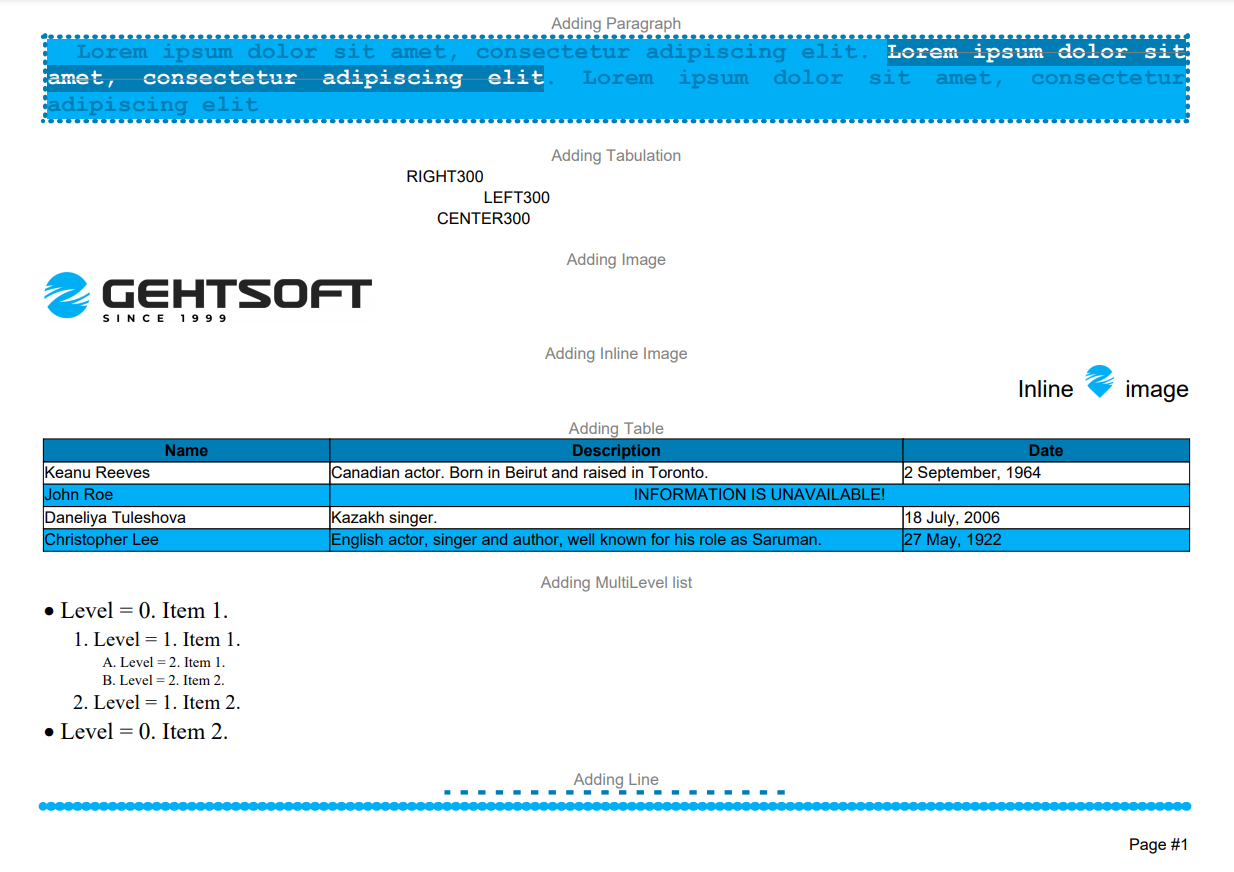 Adding Paragraph
Lorem ipsum dolor sit amet, consectetur adipiscing elit. Lorem ipsum dolor sit
amet, consectetur adipiscing elit. Lorem ipsum dolor sit amet, consectetur
adipiscing elit
Adding Tabulation
RIGHT300
LEFT300
CENTER300
Adding Image
GEHTSOFT
SINCE 1999
Adding Inline Image
Inline image
Adding Table
Name Description Date
Keanu Reeves Canadian actor. Born in Beirut and raised in Toronto. 2 September, 1964
John Roe INFORMATION IS UNAVAILABLE!
Daneliya Tuleshova Kazakh singer. 18 July, 2006
Christopher Lee English actor, singer and author, well known for his role as Saruman. 27 May, 1922
Adding MultiLevel list
• Level = 0. Item 1.
1. Level = 1. Item 1.
A. Level = 2. Item 1.
B. Level = 2. Item 2.
2. Level = 1. Item 2.
• Level = 0. Item 2.
Adding Line
Page #1